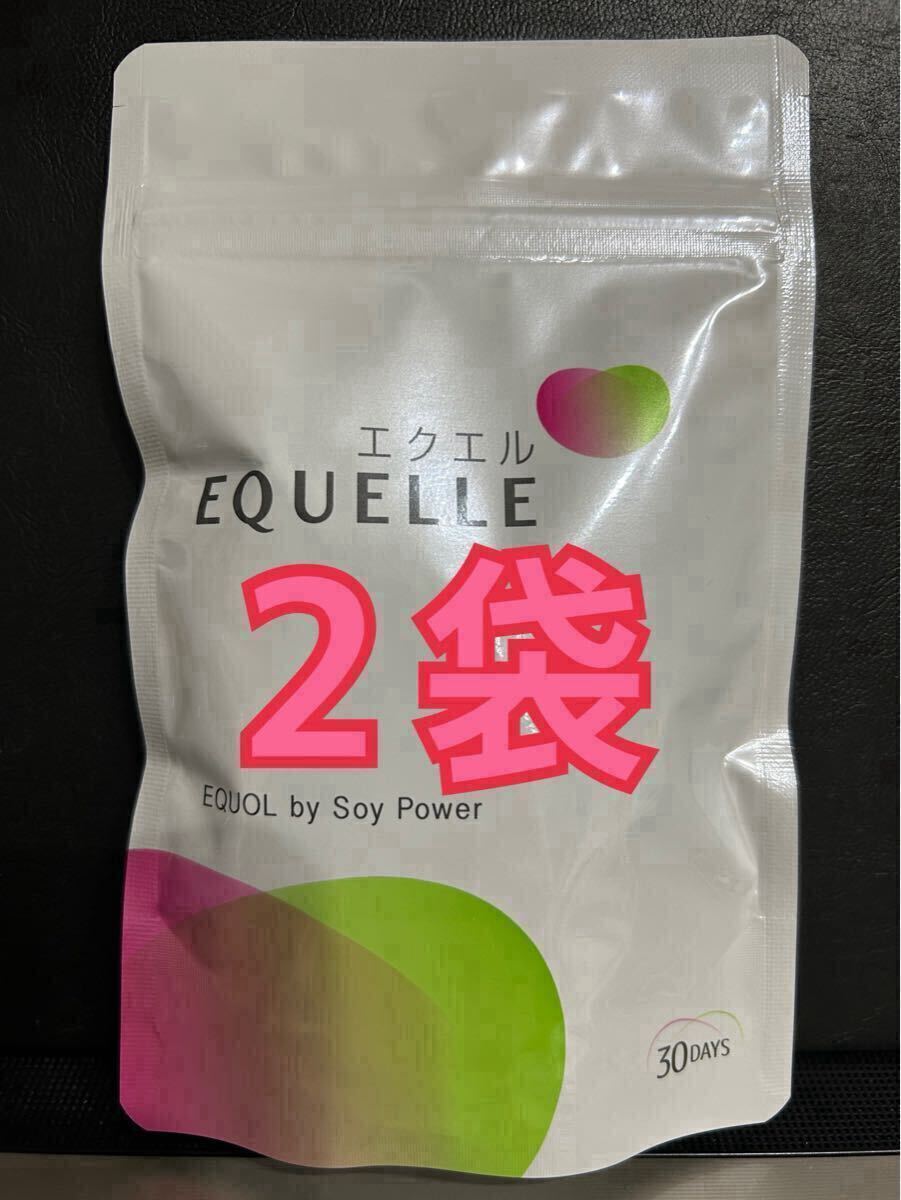 エクエル
EQUELLE
2袋
EQUOL by Soy Power
30DAYS